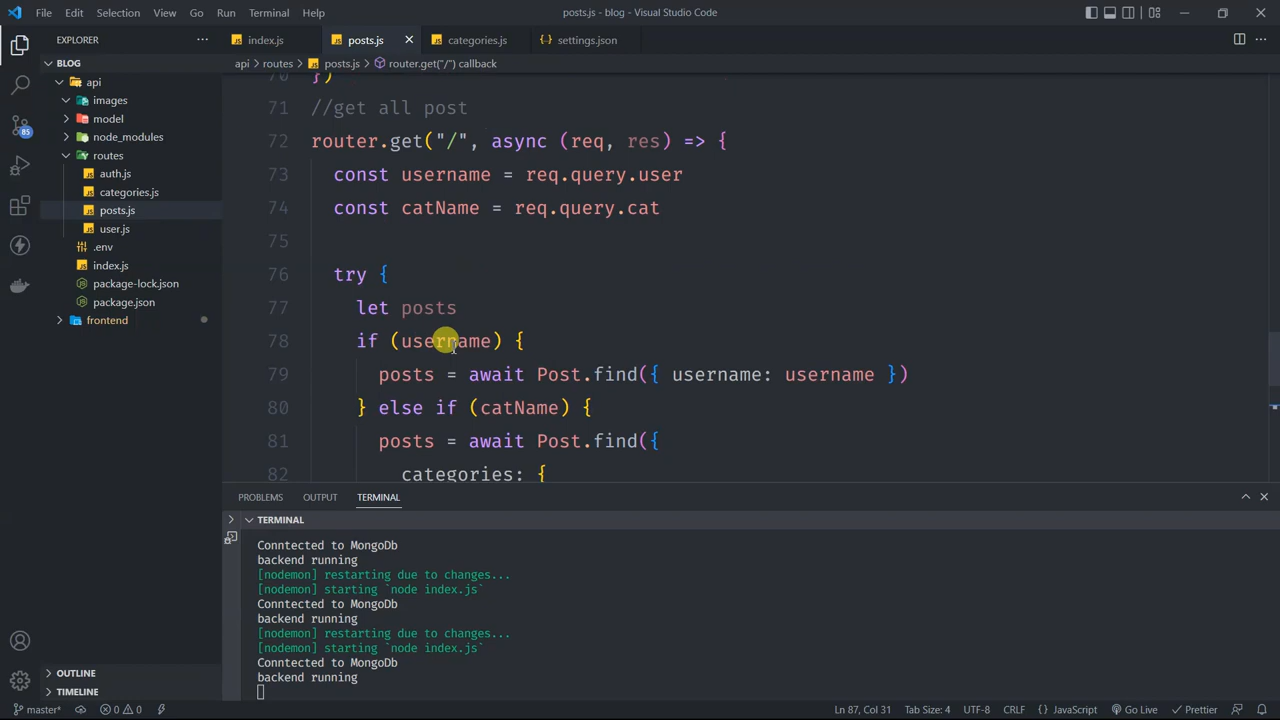 File Edit Selection View Go Run Terminal Help
posts.js - blog - Visual Studio Code
EXPLORER
index.js
posts.js
categories.js
settings.json
BLOG
api > routes > posts.js > router.get("/") callback
api
images
model
node_modules
routes
auth.js
categories.js
posts.js
user.js
.env
index.js
package-lock.json
package.json
frontend
85
70 })
71 //get all post
72 router.get("/", async (req, res) => {
73 const username = req.query.user
74 const catName = req.query.cat
75
76 try {
77 let posts
78 if (username) {
79 posts = await Post.find({ username: username })
80 } else if (catName) {
81 posts = await Post.find({
82 categories: {
PROBLEMS OUTPUT TERMINAL
TERMINAL
Conntected to MongoDb
backend running
[nodemon] restarting due to changes...
[nodemon] starting `node index.js`
Conntected to MongoDb
backend running
[nodemon] restarting due to changes...
[nodemon] starting `node index.js`
Conntected to MongoDb
backend running
OUTLINE
TIMELINE
master* 0 0 Ln 87, Col 31 Tab Size: 4 UTF-8 CRLF JavaScript Go Live Prettier